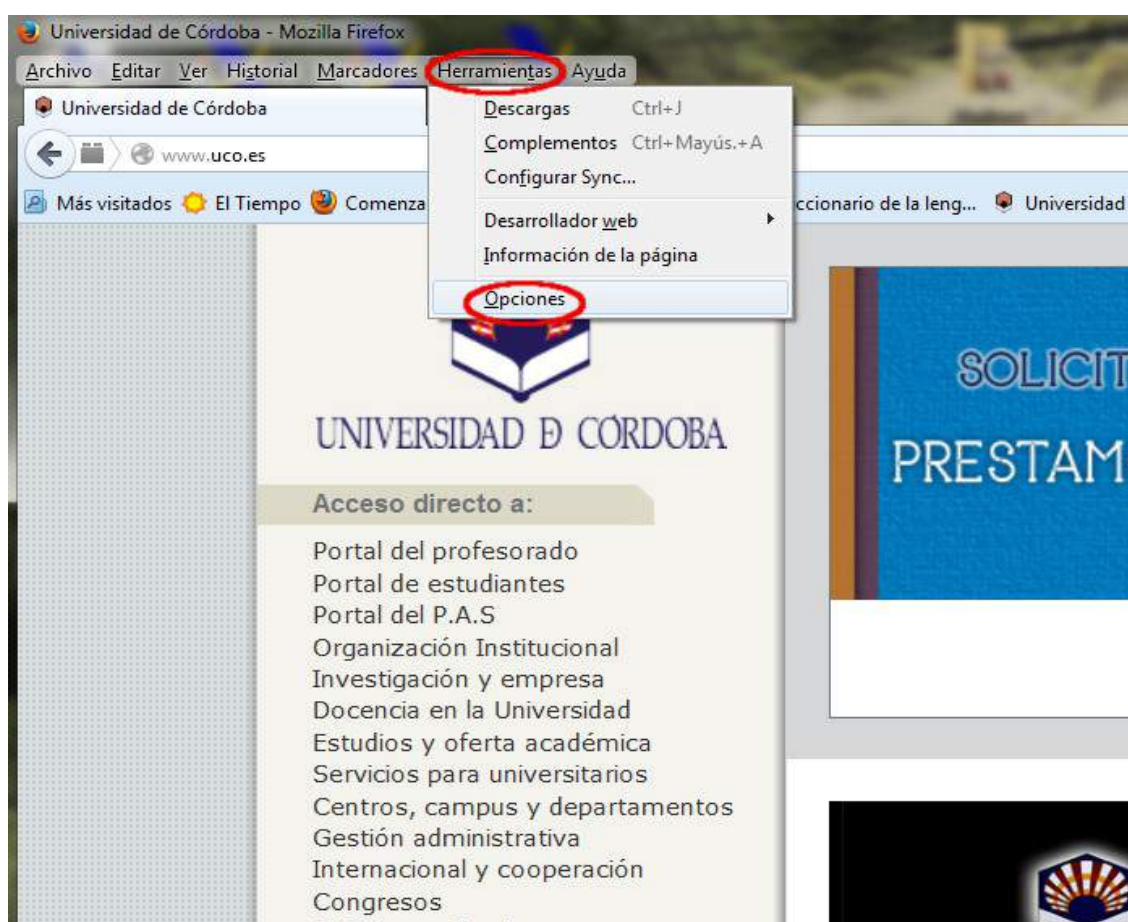 Universidad de Córdoba - Mozilla Firefox
Archivo Editar Ver Historial Marcadores Herramientas Ayuda
Universidad de Córdoba
www.uco.es
Más visitados El Tiempo Comenza
ccionario de la leng... Universidad
Descargas Ctrl+J
Complementos Ctrl+Mayús.+A
Configurar Sync...
Desarrollador web
Información de la página
Opciones
UNIVERSIDAD Ð CÓRDOBA
Acceso directo a:
Portal del profesorado
Portal de estudiantes
Portal del P.A.S
Organización Institucional
Investigación y empresa
Docencia en la Universidad
Estudios y oferta académica
Servicios para universitarios
Centros, campus y departamentos
Gestión administrativa
Internacional y cooperación
Congresos
SOLICIT
PRESTAM